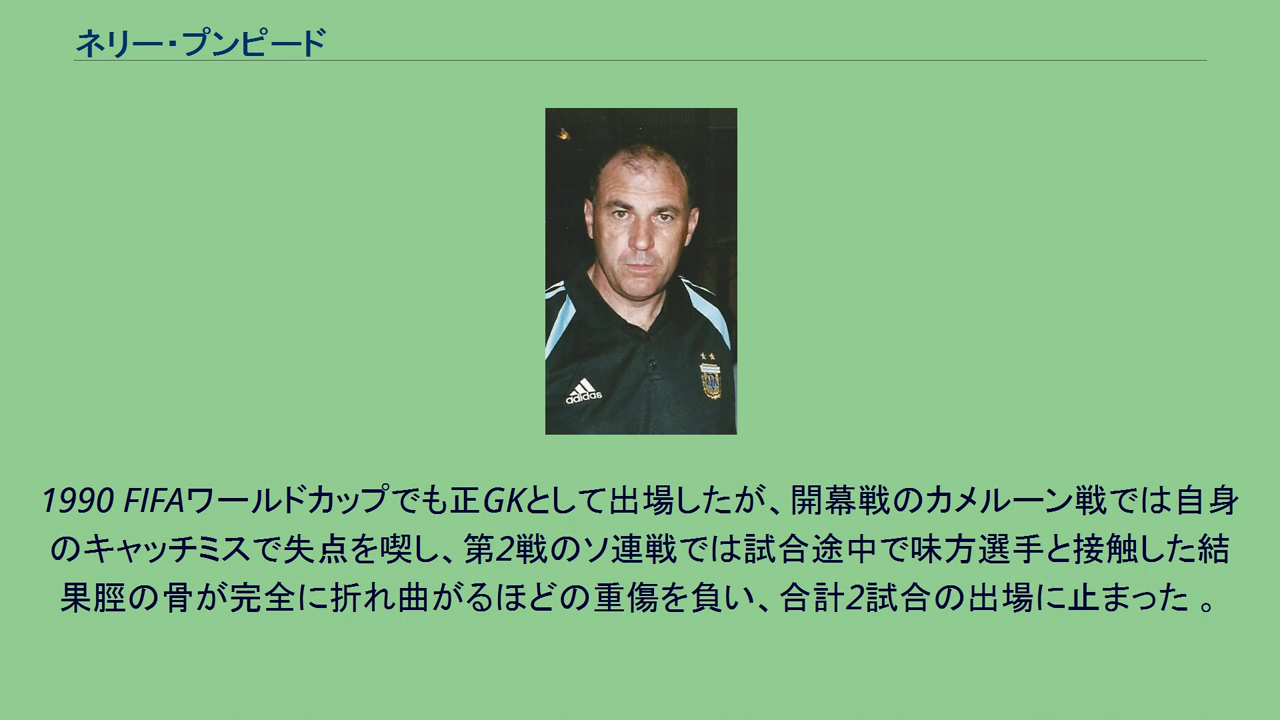 ネリー・プンピード
adidas
1990 FIFAワールドカップでも正GKとして出場したが、開幕戦のカメルーン戦では自身
のキャッチミスで失点を喫し、第2戦のソ連戦では試合途中で味方選手と接触した結
果脛の骨が完全に折れ曲がるほどの重傷を負い、合計2試合の出場に止まった 。